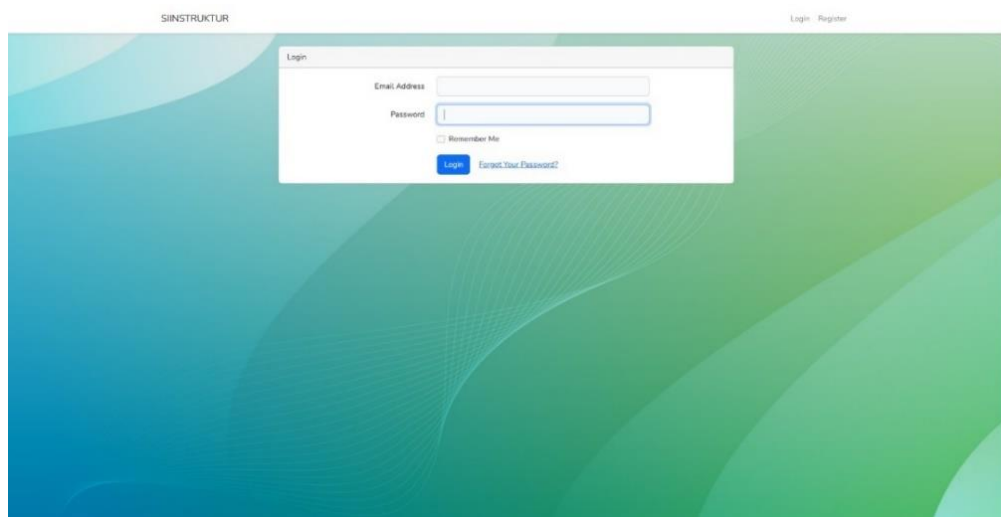 SIINSTRUKTUR
Login Register
Login
Email Address
Password
Remember Me
Login Forgot Your Password?